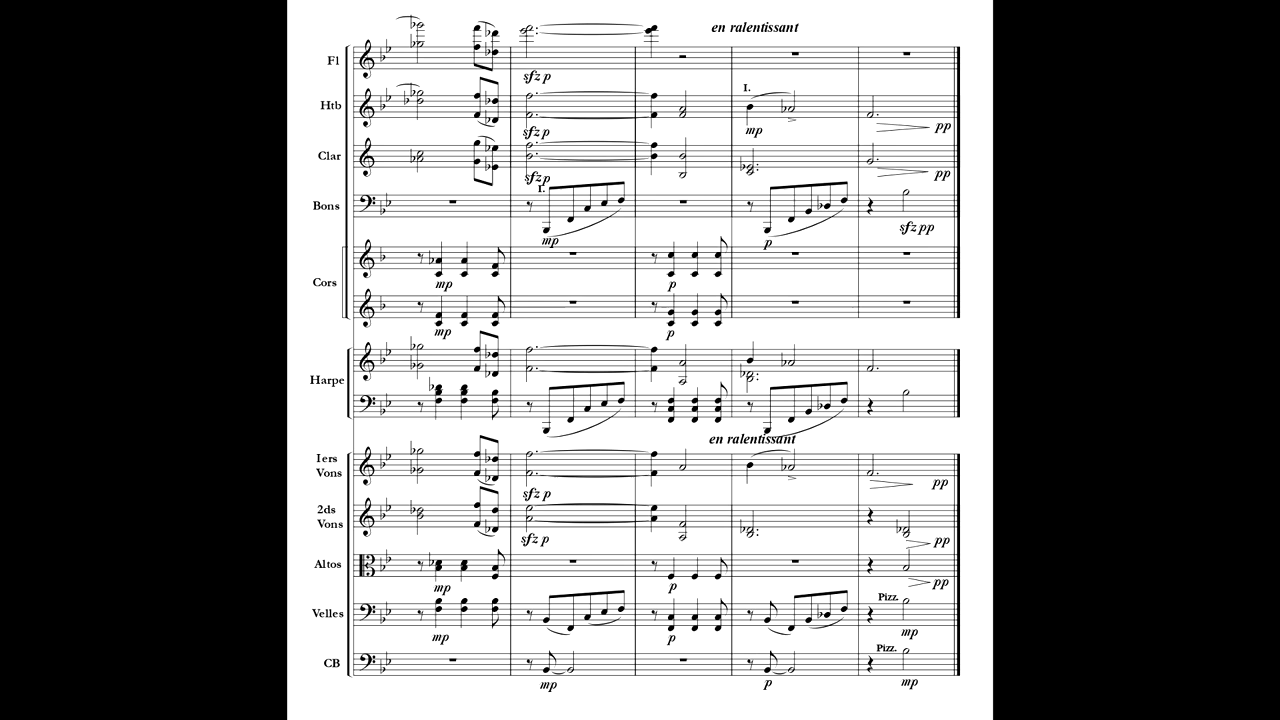 en ralentissant
Fl
sfz p
I.
Htb
sfz p
mp
pp
Clar
sfz p
pp
I.
Bons
mp
p
sfz pp
mp
p
Cors
mp
p
Harpe
en ralentissant
1ers
Vons
sfz p
pp
2ds
Vons
sfz p
pp
Altos
mp
p
pp
Pizz.
Velles
mp
p
mp
Pizz.
CB
mp
p
mp